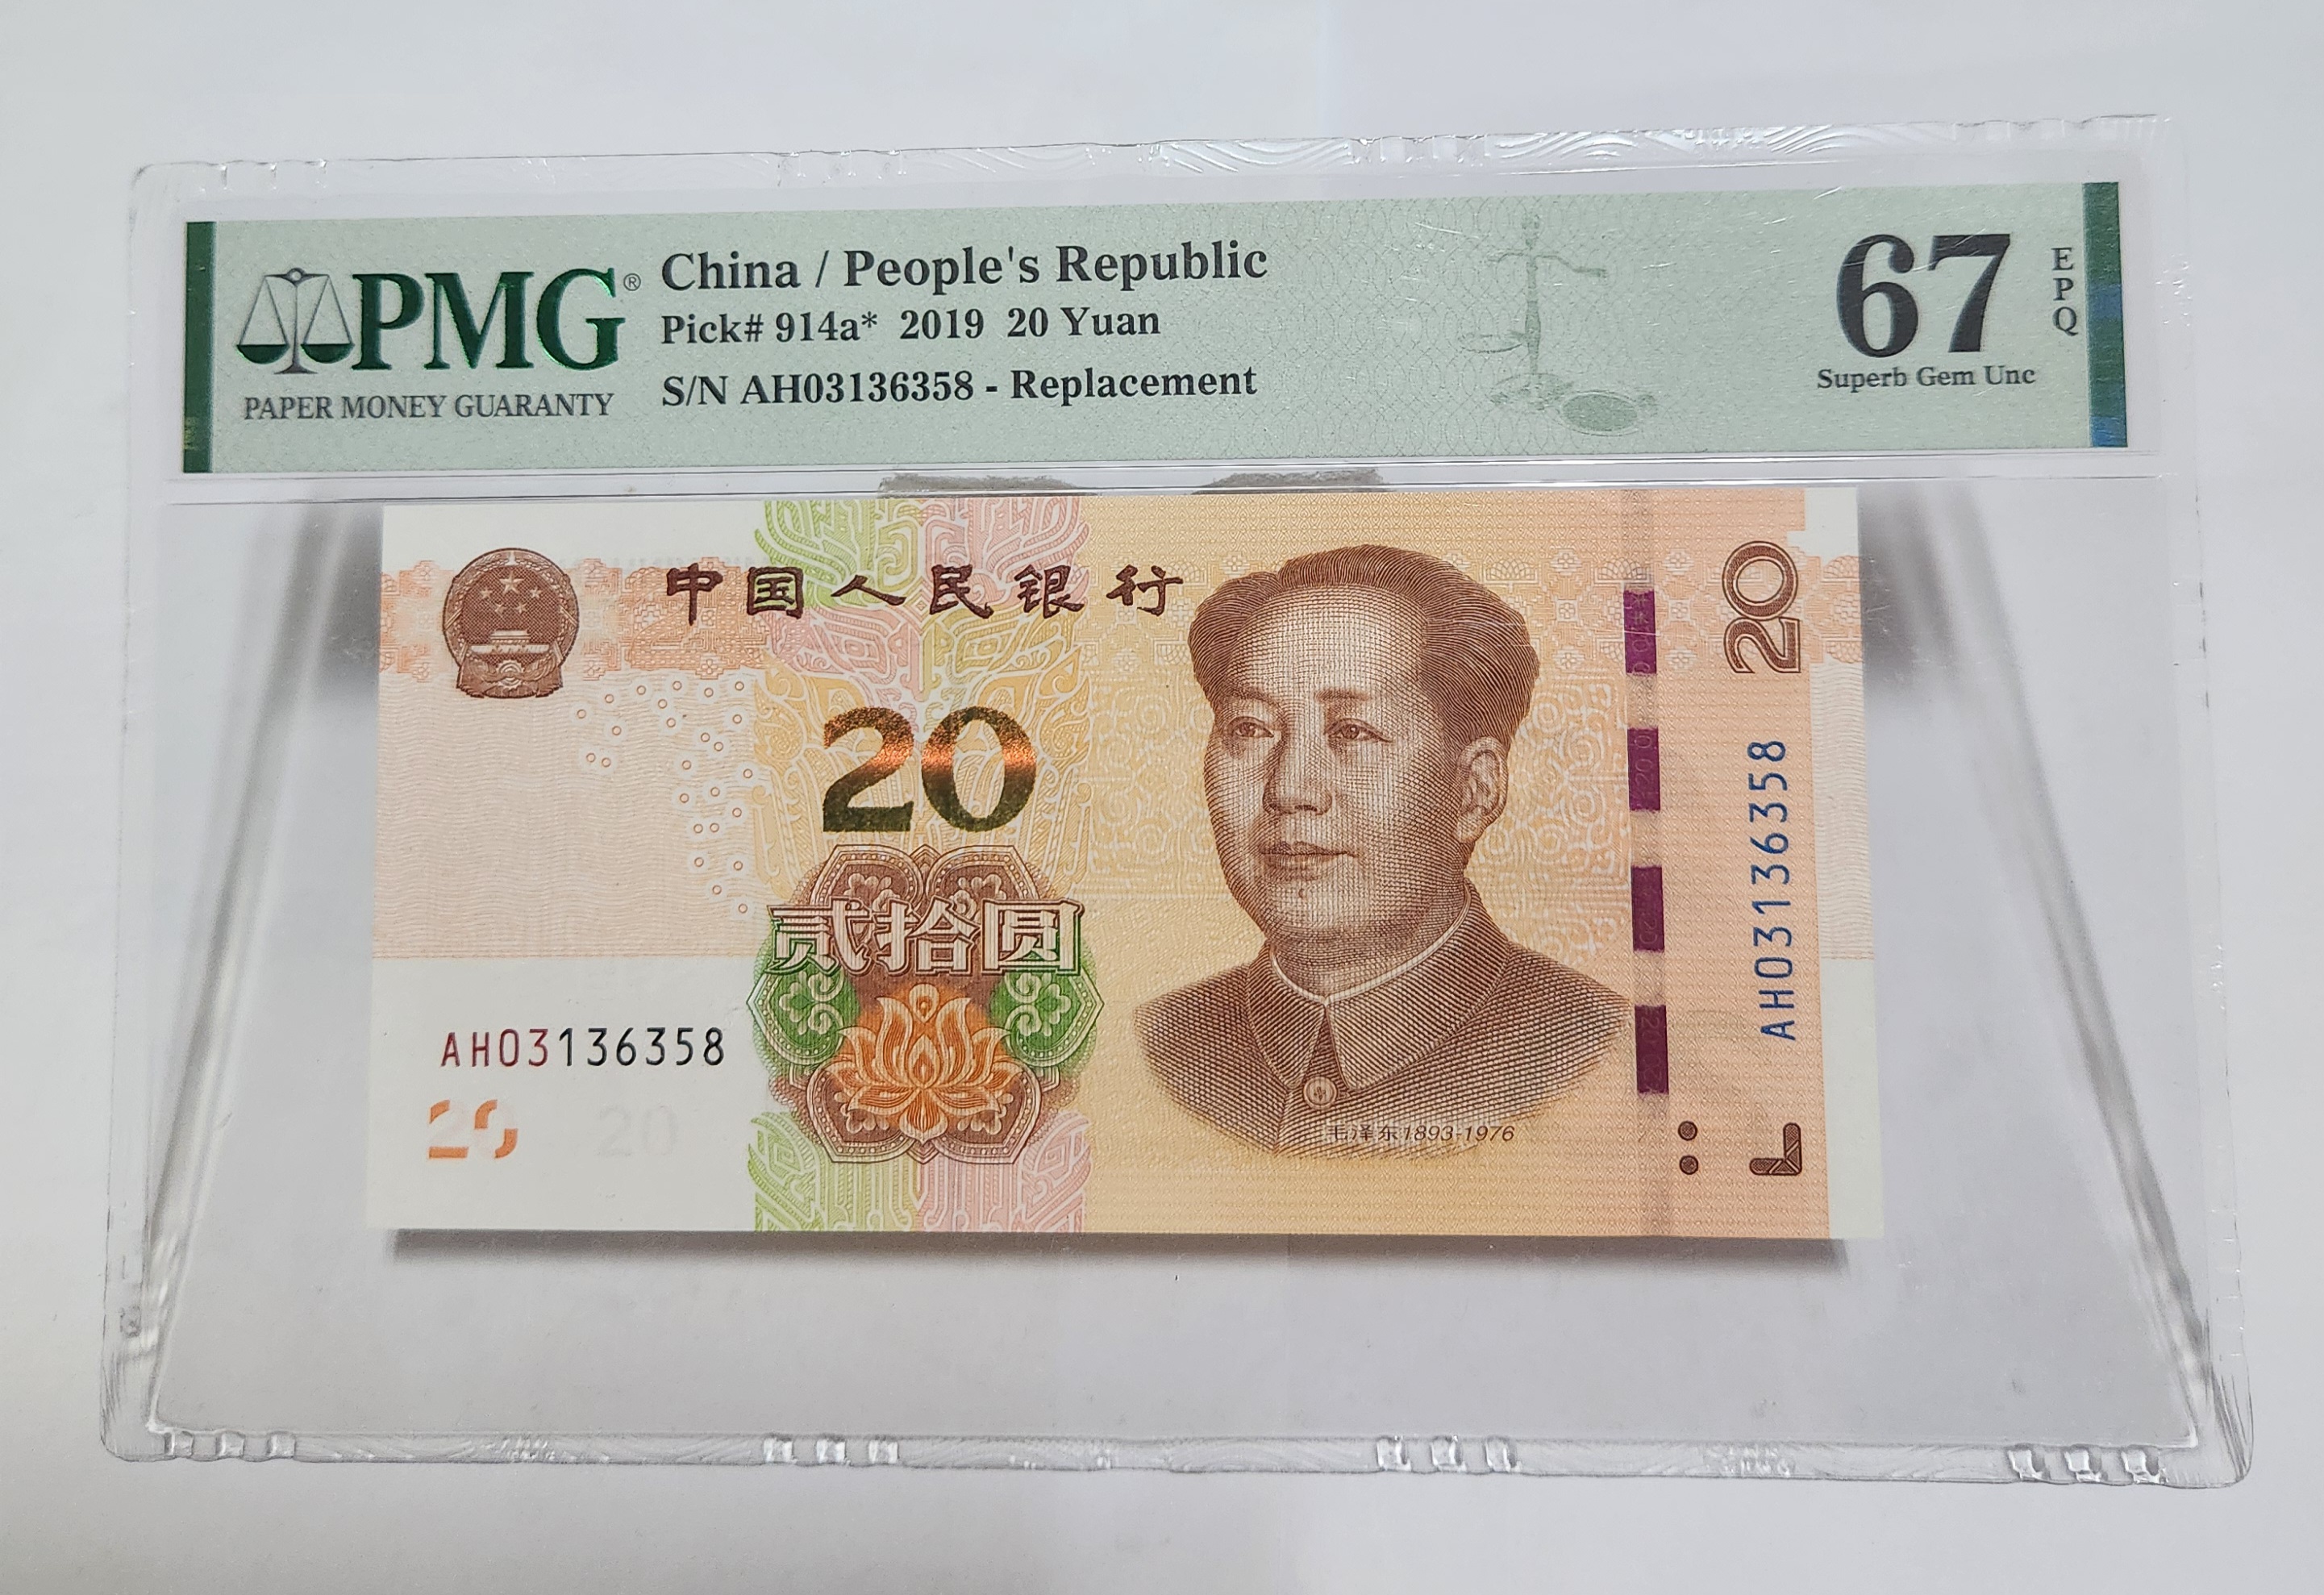 PMG®
PAPER MONEY GUARANTY
China / People's Republic
Pick# 914a* 2019 20 Yuan
S/N AH03136358 - Replacement
67
EPQ
Superb Gem Unc
中国人民银行
20
20
贰拾圆
AH03136358
AH03136358
20
20
毛泽东1893-1976